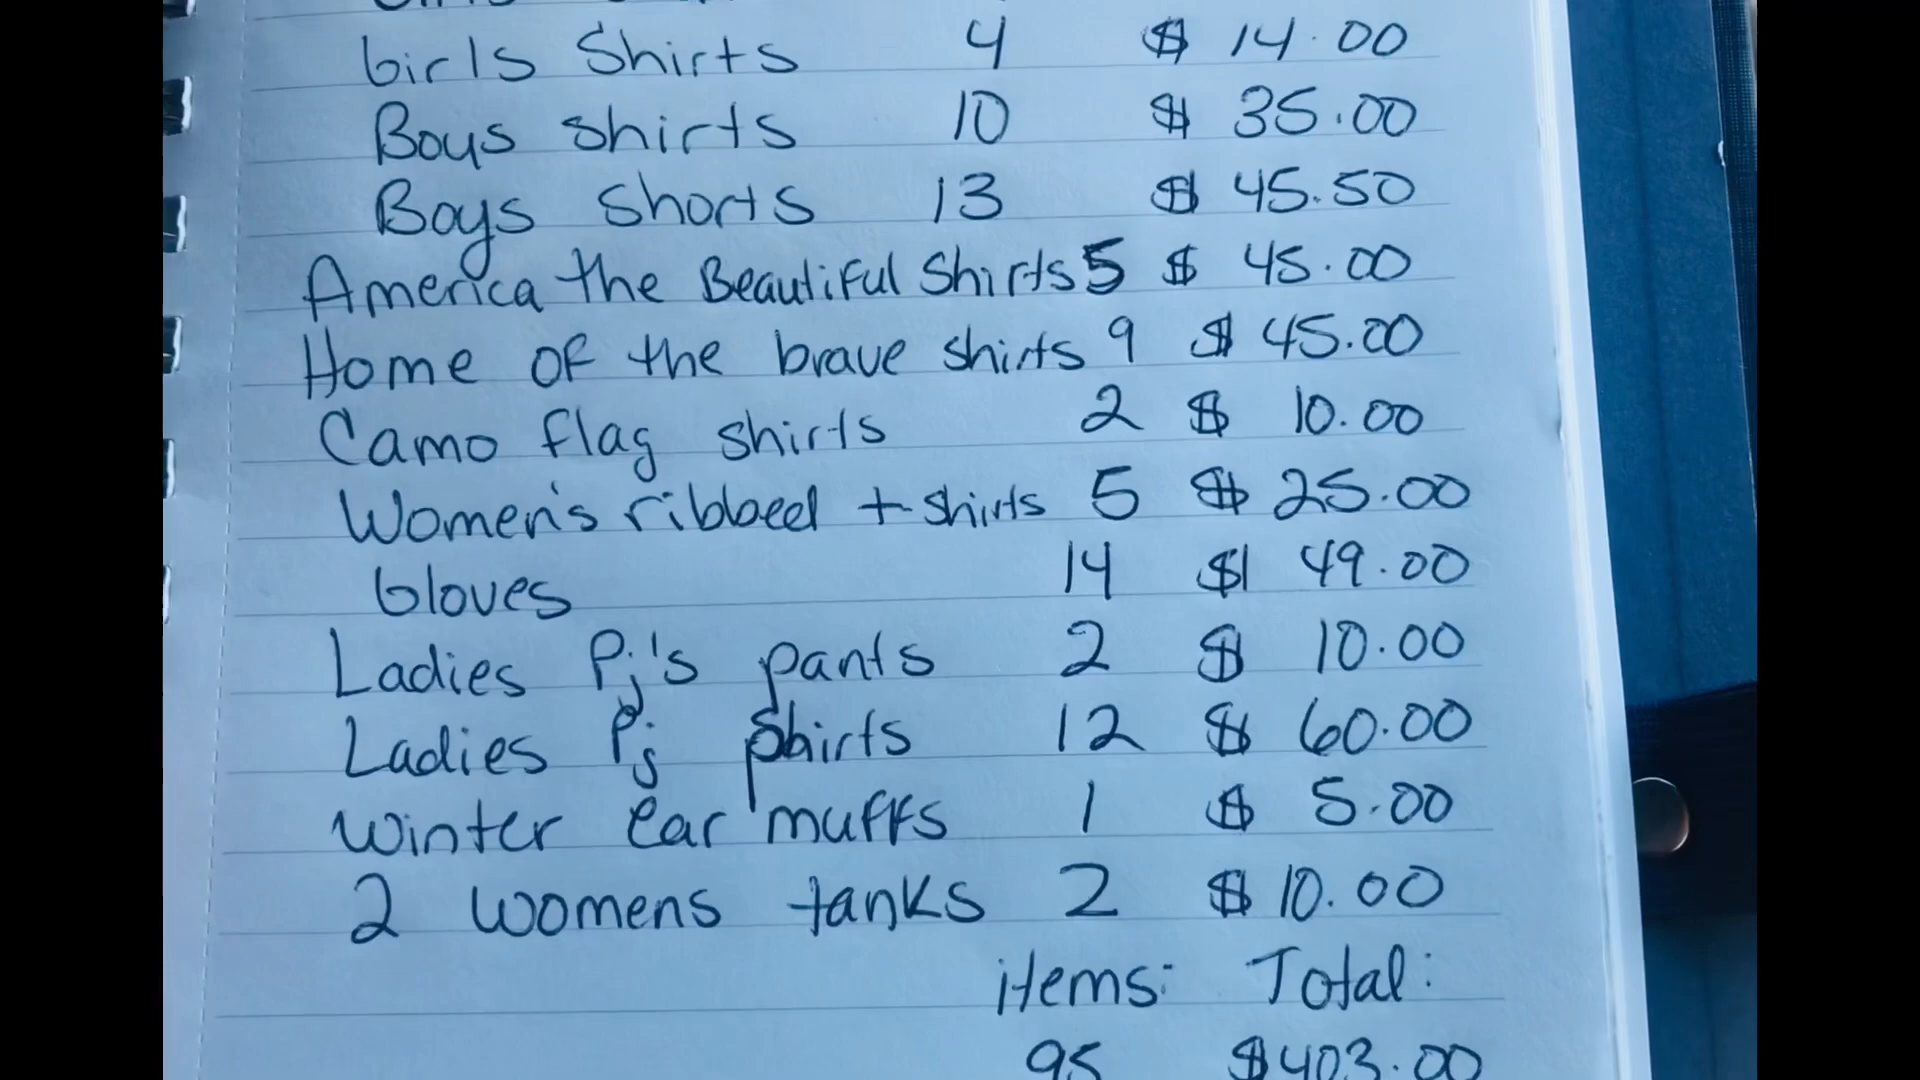 Girls Shirts 4 $ 14.00
Boys shirts 10 $ 35.00
Boys shorts 13 $ 45.50
America the Beautiful Shirts 5 $ 45.00
Home of the brave shirts 9 $ 45.00
Camo flag shirts 2 $ 10.00
Women's ribbed t-shirts 5 $ 25.00
Gloves 14 $ 49.00
Ladies Pj's pants 2 $ 10.00
Ladies Pjs shirts 12 $ 60.00
Winter ear muffs 1 $ 5.00
2 womens tanks 2 $ 10.00
items: Total:
95 $403.00